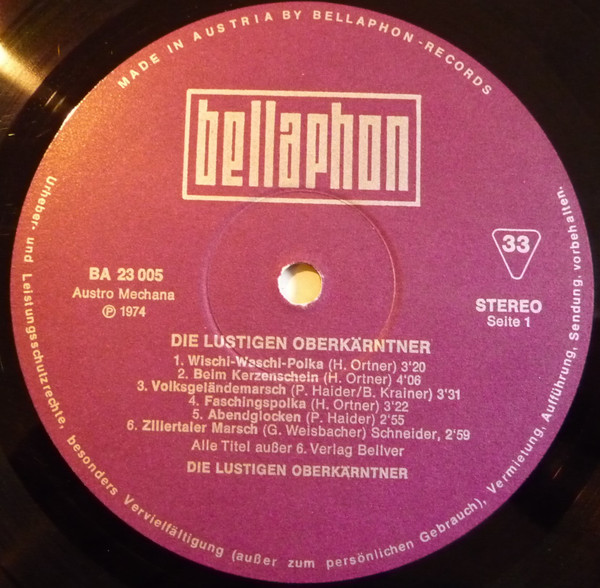 MADE IN AUSTRIA BY BELLAPHON-RECORDS
bellaphon
BA 23 005
Austro Mechana
℗ 1974
33
STEREO
Seite 1
DIE LUSTIGEN OBERKÄRNTNER
1. Wischi-Waschi-Polka (H. Ortner) 3'20
2. Beim Kerzenschein (H. Ortner) 4'06
3. Volksgeländemarsch (P. Haider/B. Krainer) 3'31
4. Faschingspolka (H. Ortner) 3'22
5. Abendglocken (P. Haider) 2'55
6. Zillertaler Marsch (G. Weisbacher) Schneider, 2'59
Alle Titel außer 6. Verlag Bellver
DIE LUSTIGEN OBERKÄRNTNER
Urheber- und Leistungsschutzrechte, besonders Vervielfältigung (außer zum persönlichen Gebrauch), Vermietung, Aufführung, Sendung, vorbehalten.